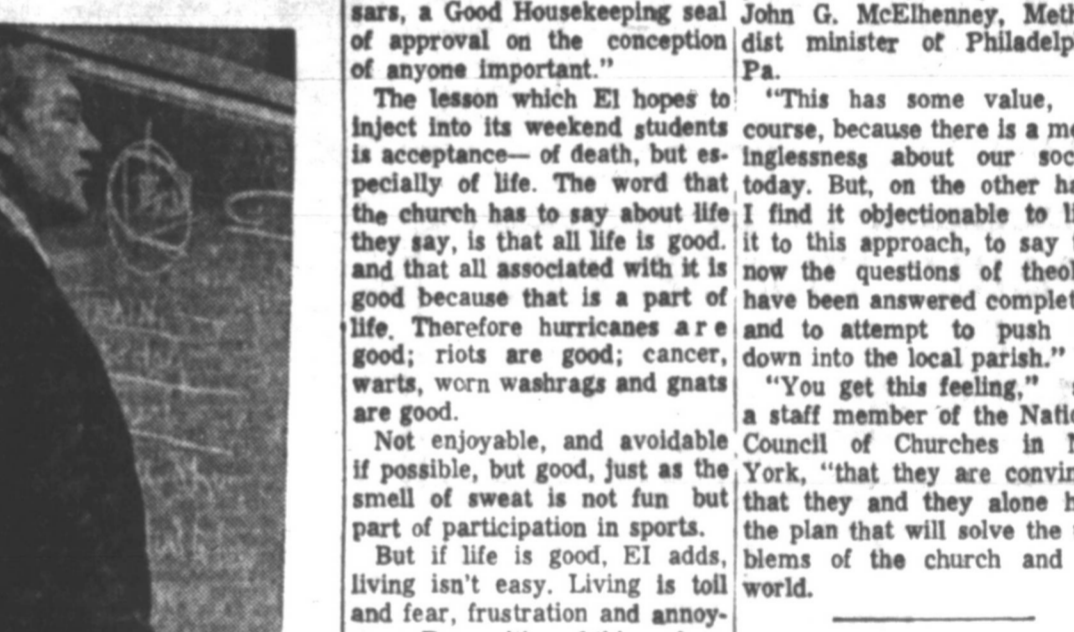 sars, a Good Housekeeping seal
of approval on the conception
of anyone important."
The lesson which EI hopes to
inject into its weekend students
is acceptance— of death, but es-
pecially of life. The word that
the church has to say about life
they say, is that all life is good.
and that all associated with it is
good because that is a part of
life. Therefore hurricanes are
good; riots are good; cancer,
warts, worn washrags and gnats
are good.
Not enjoyable, and avoidable
if possible, but good, just as the
smell of sweat is not fun but
part of participation in sports.
But if life is good, EI adds,
living isn't easy. Living is toil
and fear, frustration and annoy-
John G. McElhenney, Meth
dist minister of Philadelp
Pa.
"This has some value,
course, because there is a me
inglessness about our soc
today. But, on the other ha
I find it objectionable to li
it to this approach, to say
now the questions of theol
have been answered complet
and to attempt to push
down into the local parish."
"You get this feeling,"
a staff member of the Natio
Council of Churches in
York, "that they are convin
that they and they alone h
the plan that will solve the
blems of the church and
world.